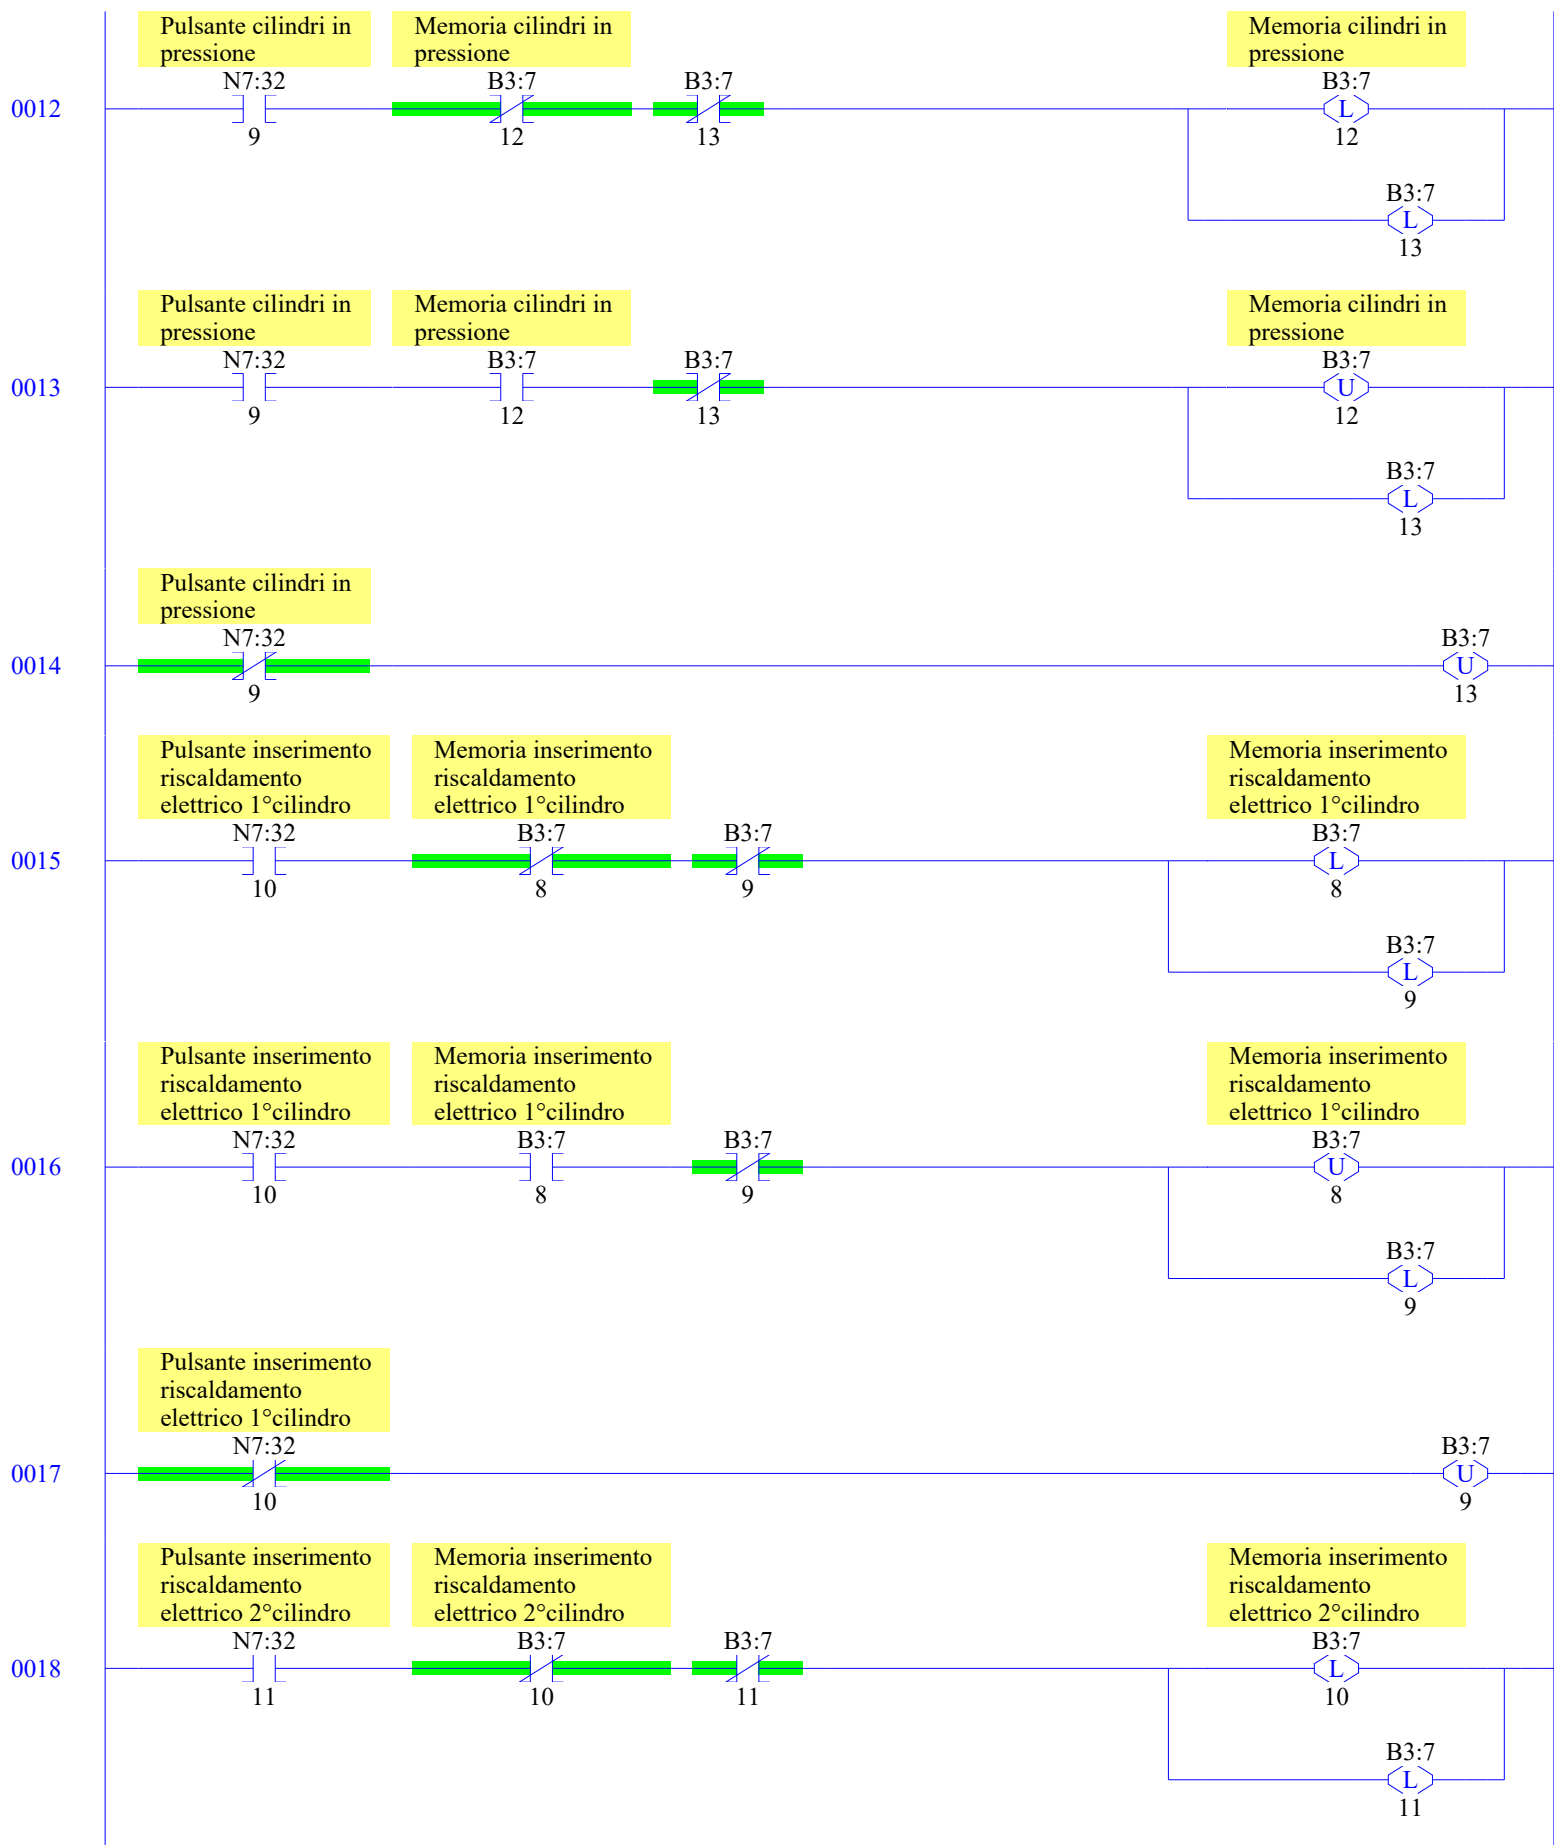 Pulsante cilindri in
pressione
Memoria cilindri in
pressione
Memoria cilindri in
pressione
N7:32
B3:7
B3:7
B3:7
0012
L
9
12
13
12
B3:7
L
13
Pulsante cilindri in
pressione
Memoria cilindri in
pressione
Memoria cilindri in
pressione
N7:32
B3:7
B3:7
B3:7
0013
U
9
12
13
12
B3:7
L
13
Pulsante cilindri in
pressione
N7:32
B3:7
0014
U
9
13
Pulsante inserimento
riscaldamento
elettrico 1°cilindro
Memoria inserimento
riscaldamento
elettrico 1°cilindro
Memoria inserimento
riscaldamento
elettrico 1°cilindro
N7:32
B3:7
B3:7
B3:7
0015
L
10
8
9
8
B3:7
L
9
Pulsante inserimento
riscaldamento
elettrico 1°cilindro
Memoria inserimento
riscaldamento
elettrico 1°cilindro
Memoria inserimento
riscaldamento
elettrico 1°cilindro
N7:32
B3:7
B3:7
B3:7
0016
U
10
8
9
8
B3:7
L
9
Pulsante inserimento
riscaldamento
elettrico 1°cilindro
N7:32
B3:7
0017
U
10
9
Pulsante inserimento
riscaldamento
elettrico 2°cilindro
Memoria inserimento
riscaldamento
elettrico 2°cilindro
Memoria inserimento
riscaldamento
elettrico 2°cilindro
N7:32
B3:7
B3:7
B3:7
0018
L
11
10
11
10
B3:7
L
11